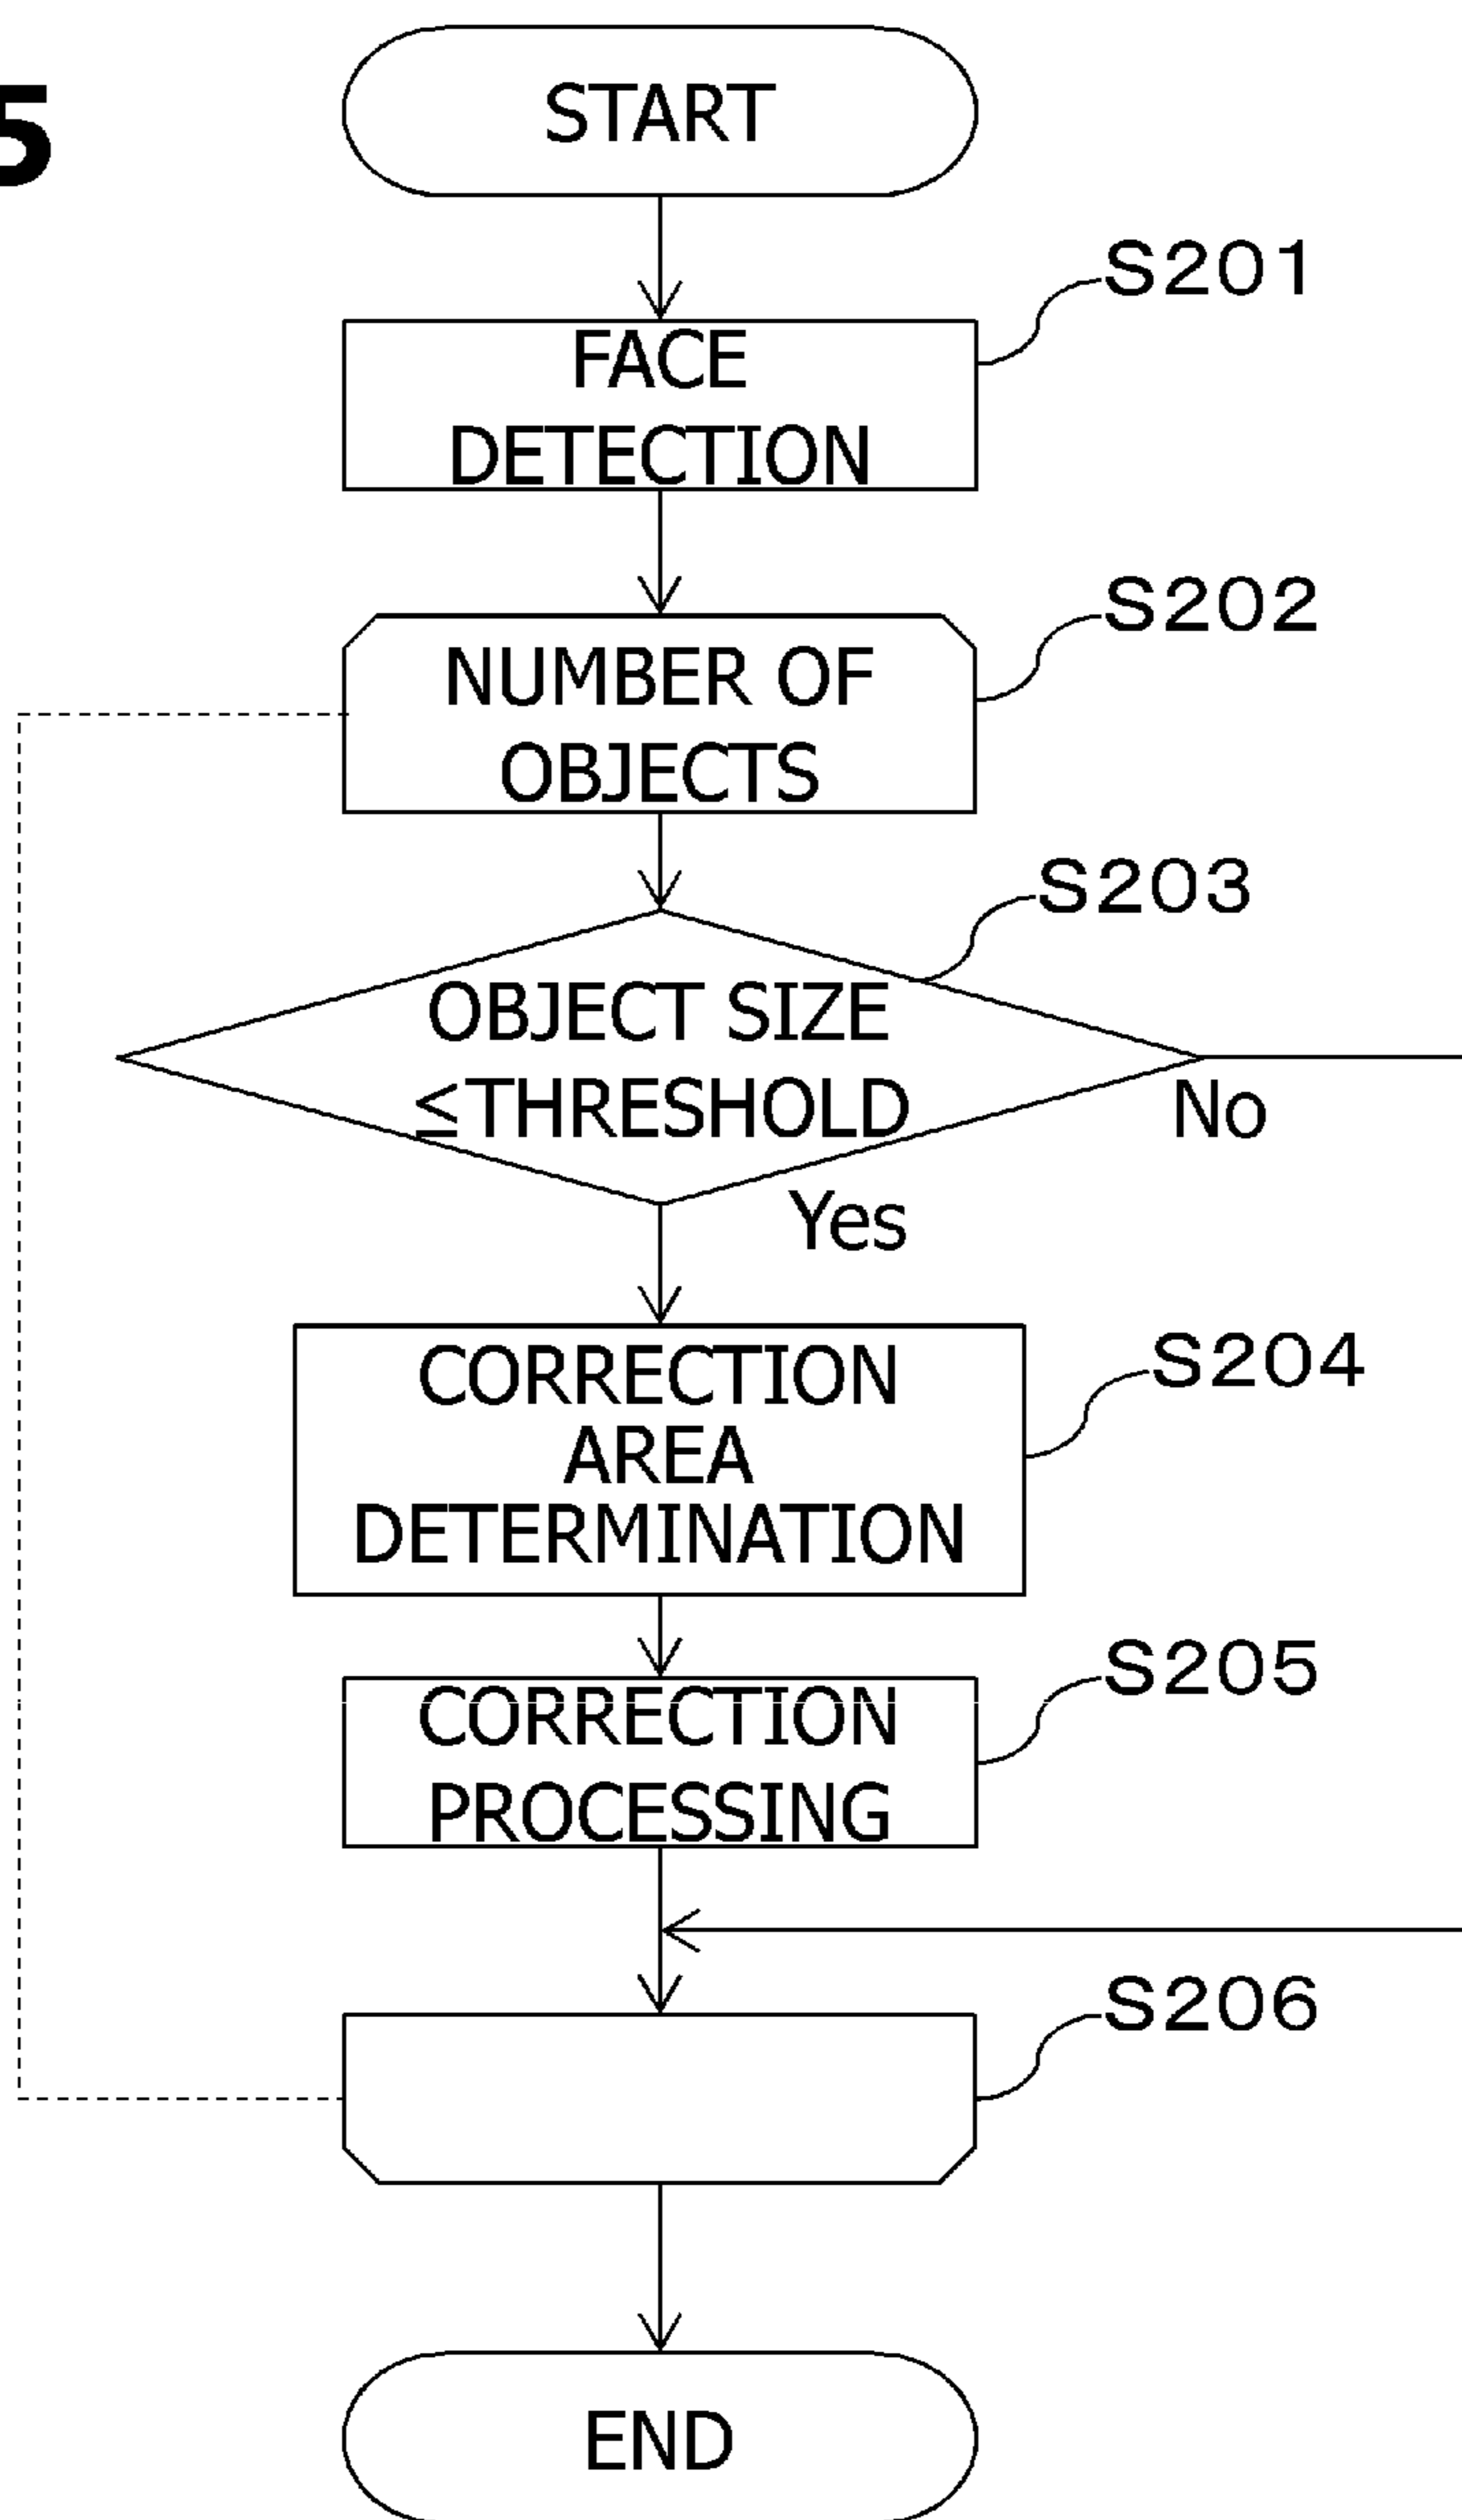 5
START
S201
FACE
DETECTION
S202
NUMBER OF
OBJECTS
S203
OBJECT SIZE
≤THRESHOLD
No
Yes
S204
CORRECTION
AREA
DETERMINATION
S205
CORRECTION
PROCESSING
S206
END